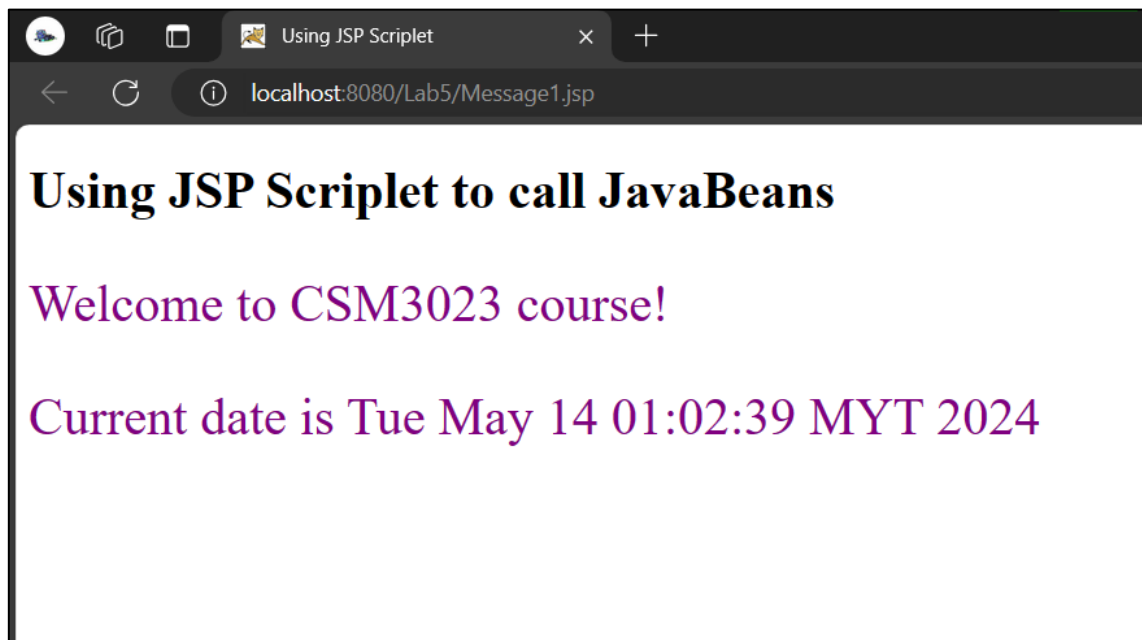 Using JSP Scriplet
localhost:8080/Lab5/Message1.jsp
Using JSP Scriplet to call JavaBeans
Welcome to CSM3023 course!
Current date is Tue May 14 01:02:39 MYT 2024